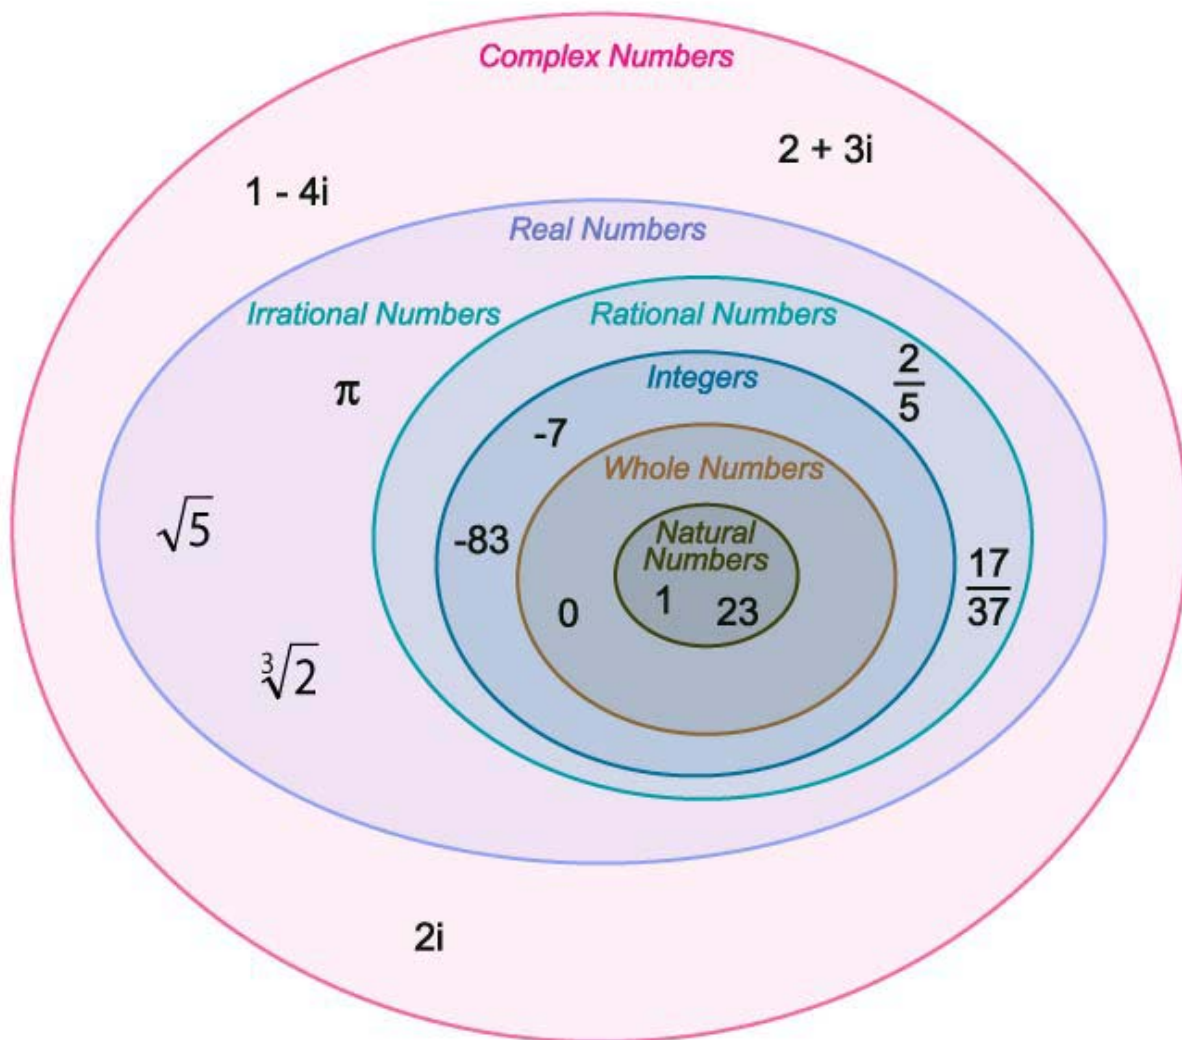 Complex Numbers
2 + 3i
1 - 4i
Real Numbers
Irrational Numbers
Rational Numbers
2/5
Integers
π
-7
Whole Numbers
√5
-83
Natural
Numbers
17/37
0
1
23
∛2
2i